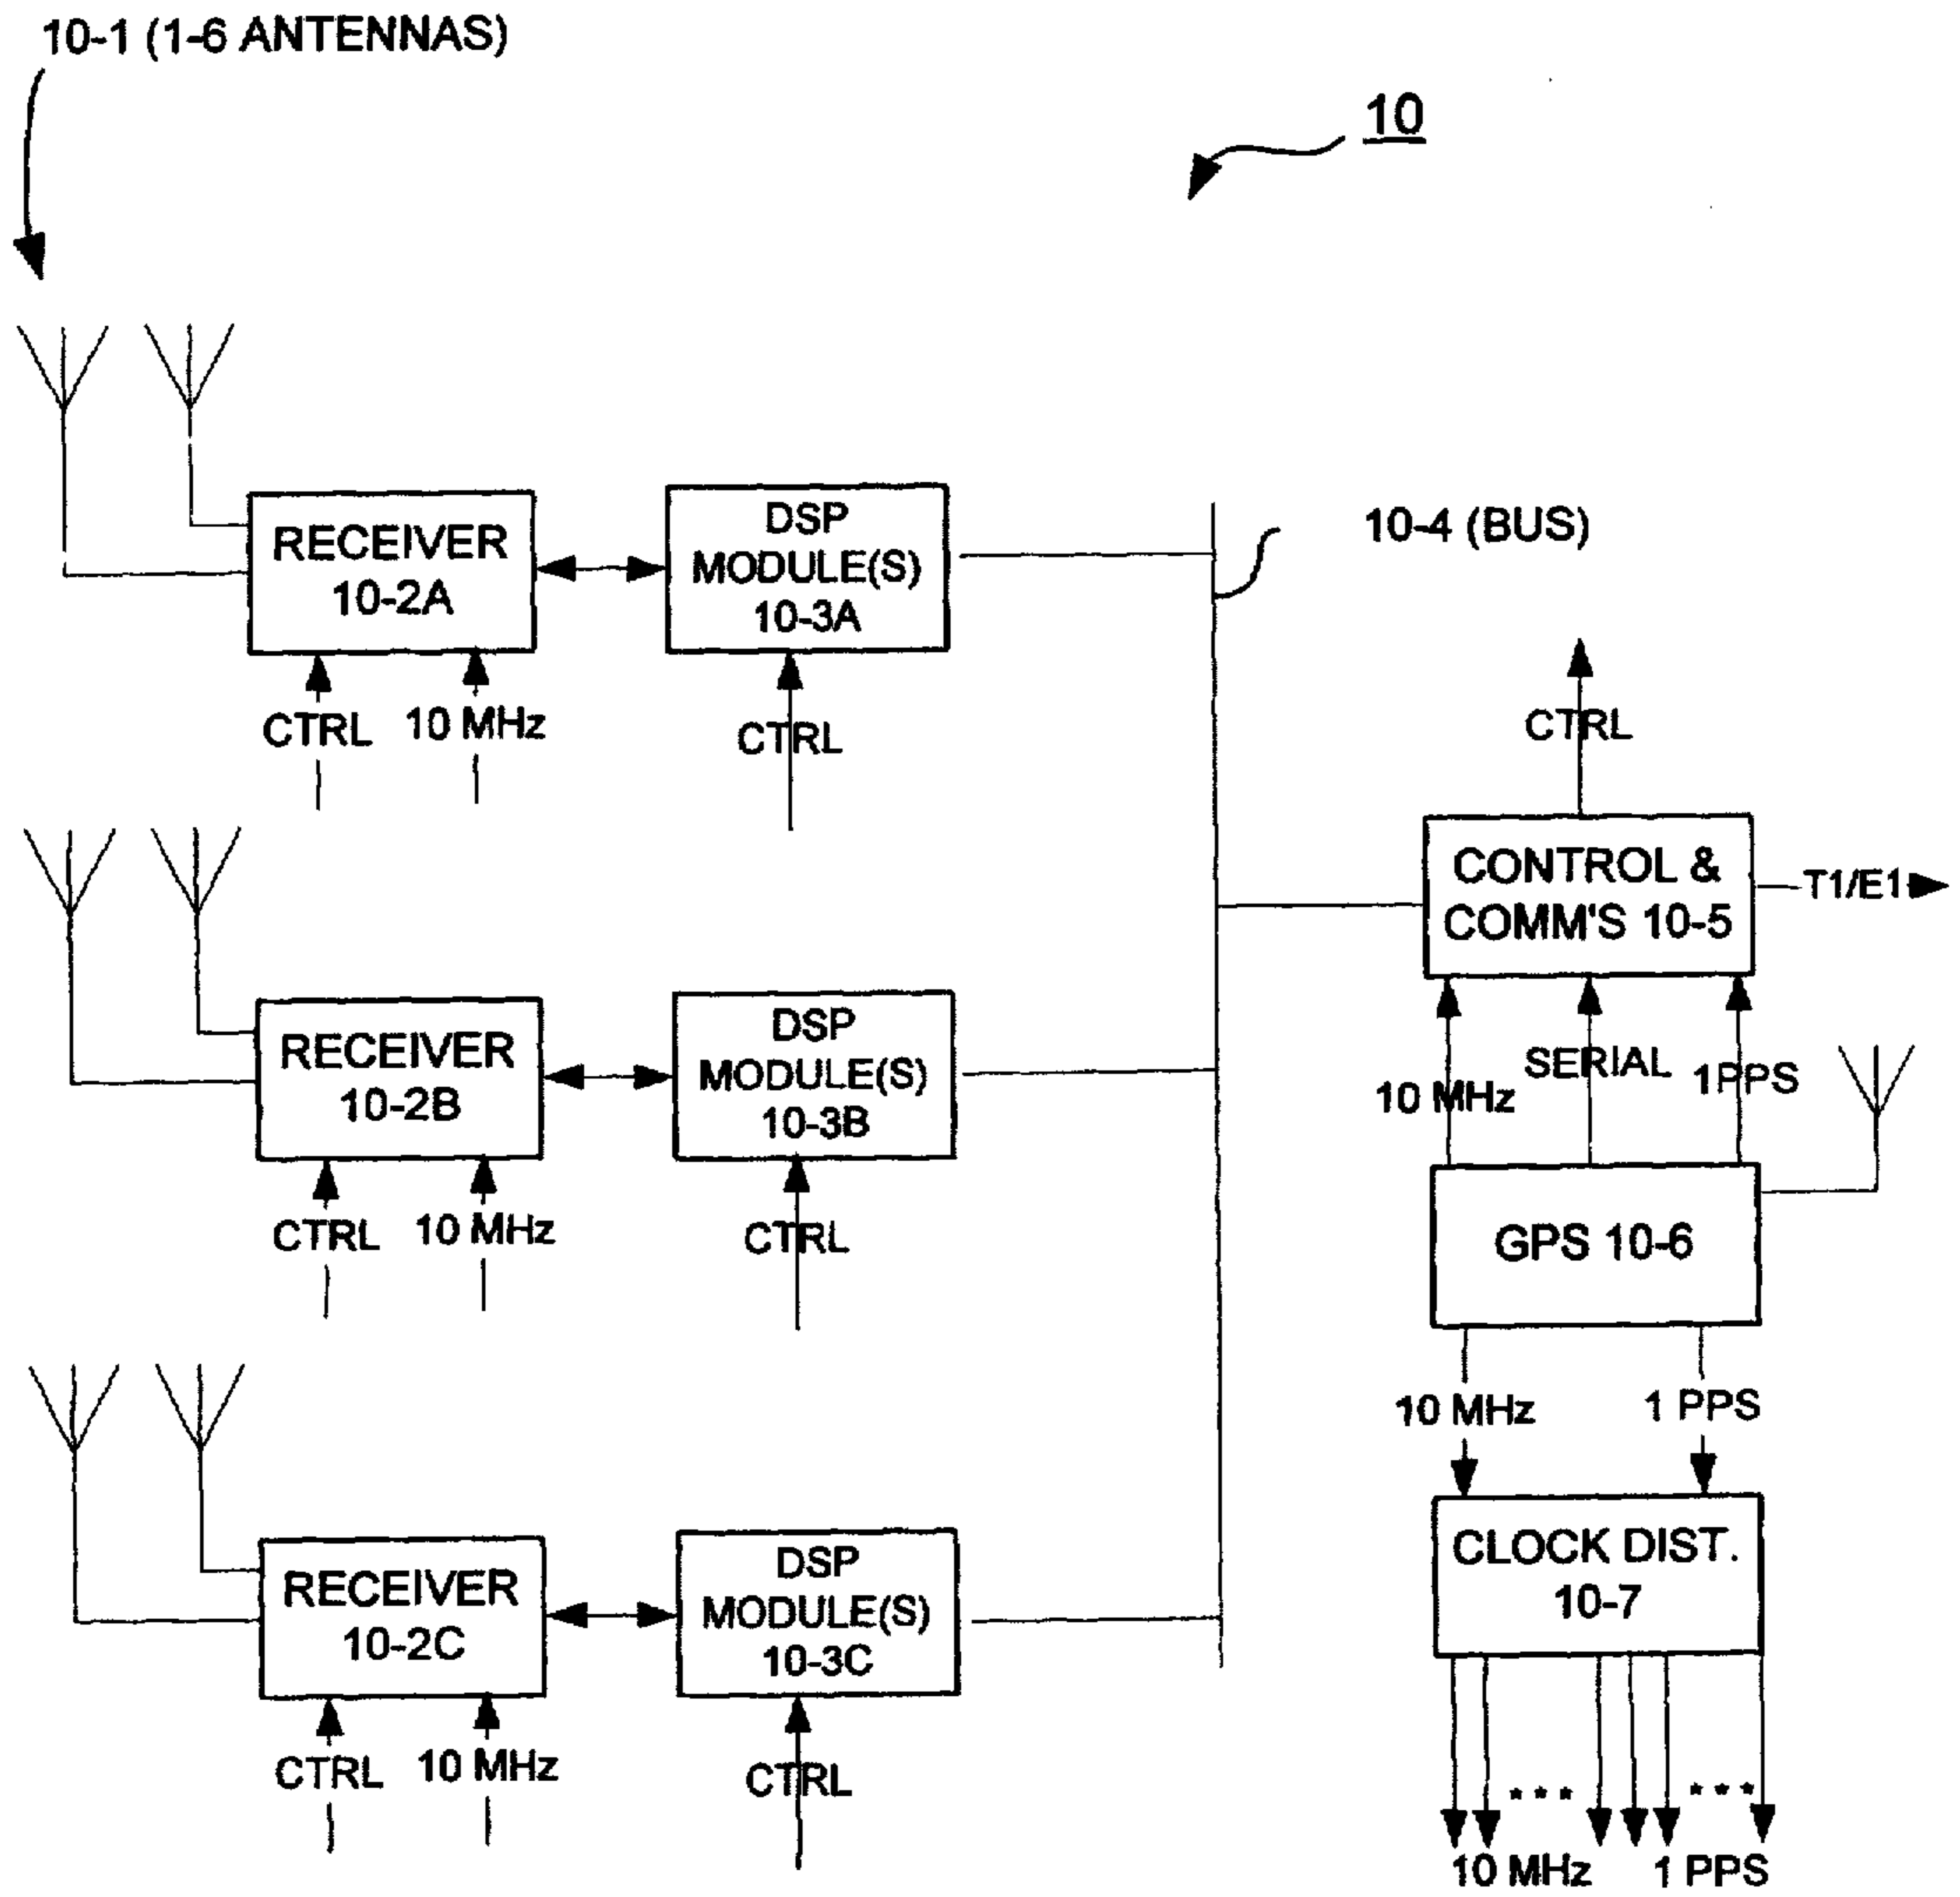 10-1 (1-6 ANTENNAS)
10
RECEIVER
10-2A
DSP
MODULE(S)
10-3A
10-4 (BUS)
CTRL
10 MHz
CTRL
CTRL
CONTROL &
COMM'S 10-5
T1/E1
RECEIVER
10-2B
DSP
MODULE(S)
10-3B
10 MHz
SERIAL
1PPS
CTRL
10 MHz
CTRL
GPS 10-6
10 MHz
1 PPS
RECEIVER
10-2C
DSP
MODULE(S)
10-3C
CLOCK DIST.
10-7
CTRL
10 MHz
CTRL
*** ***
10 MHz
1 PPS